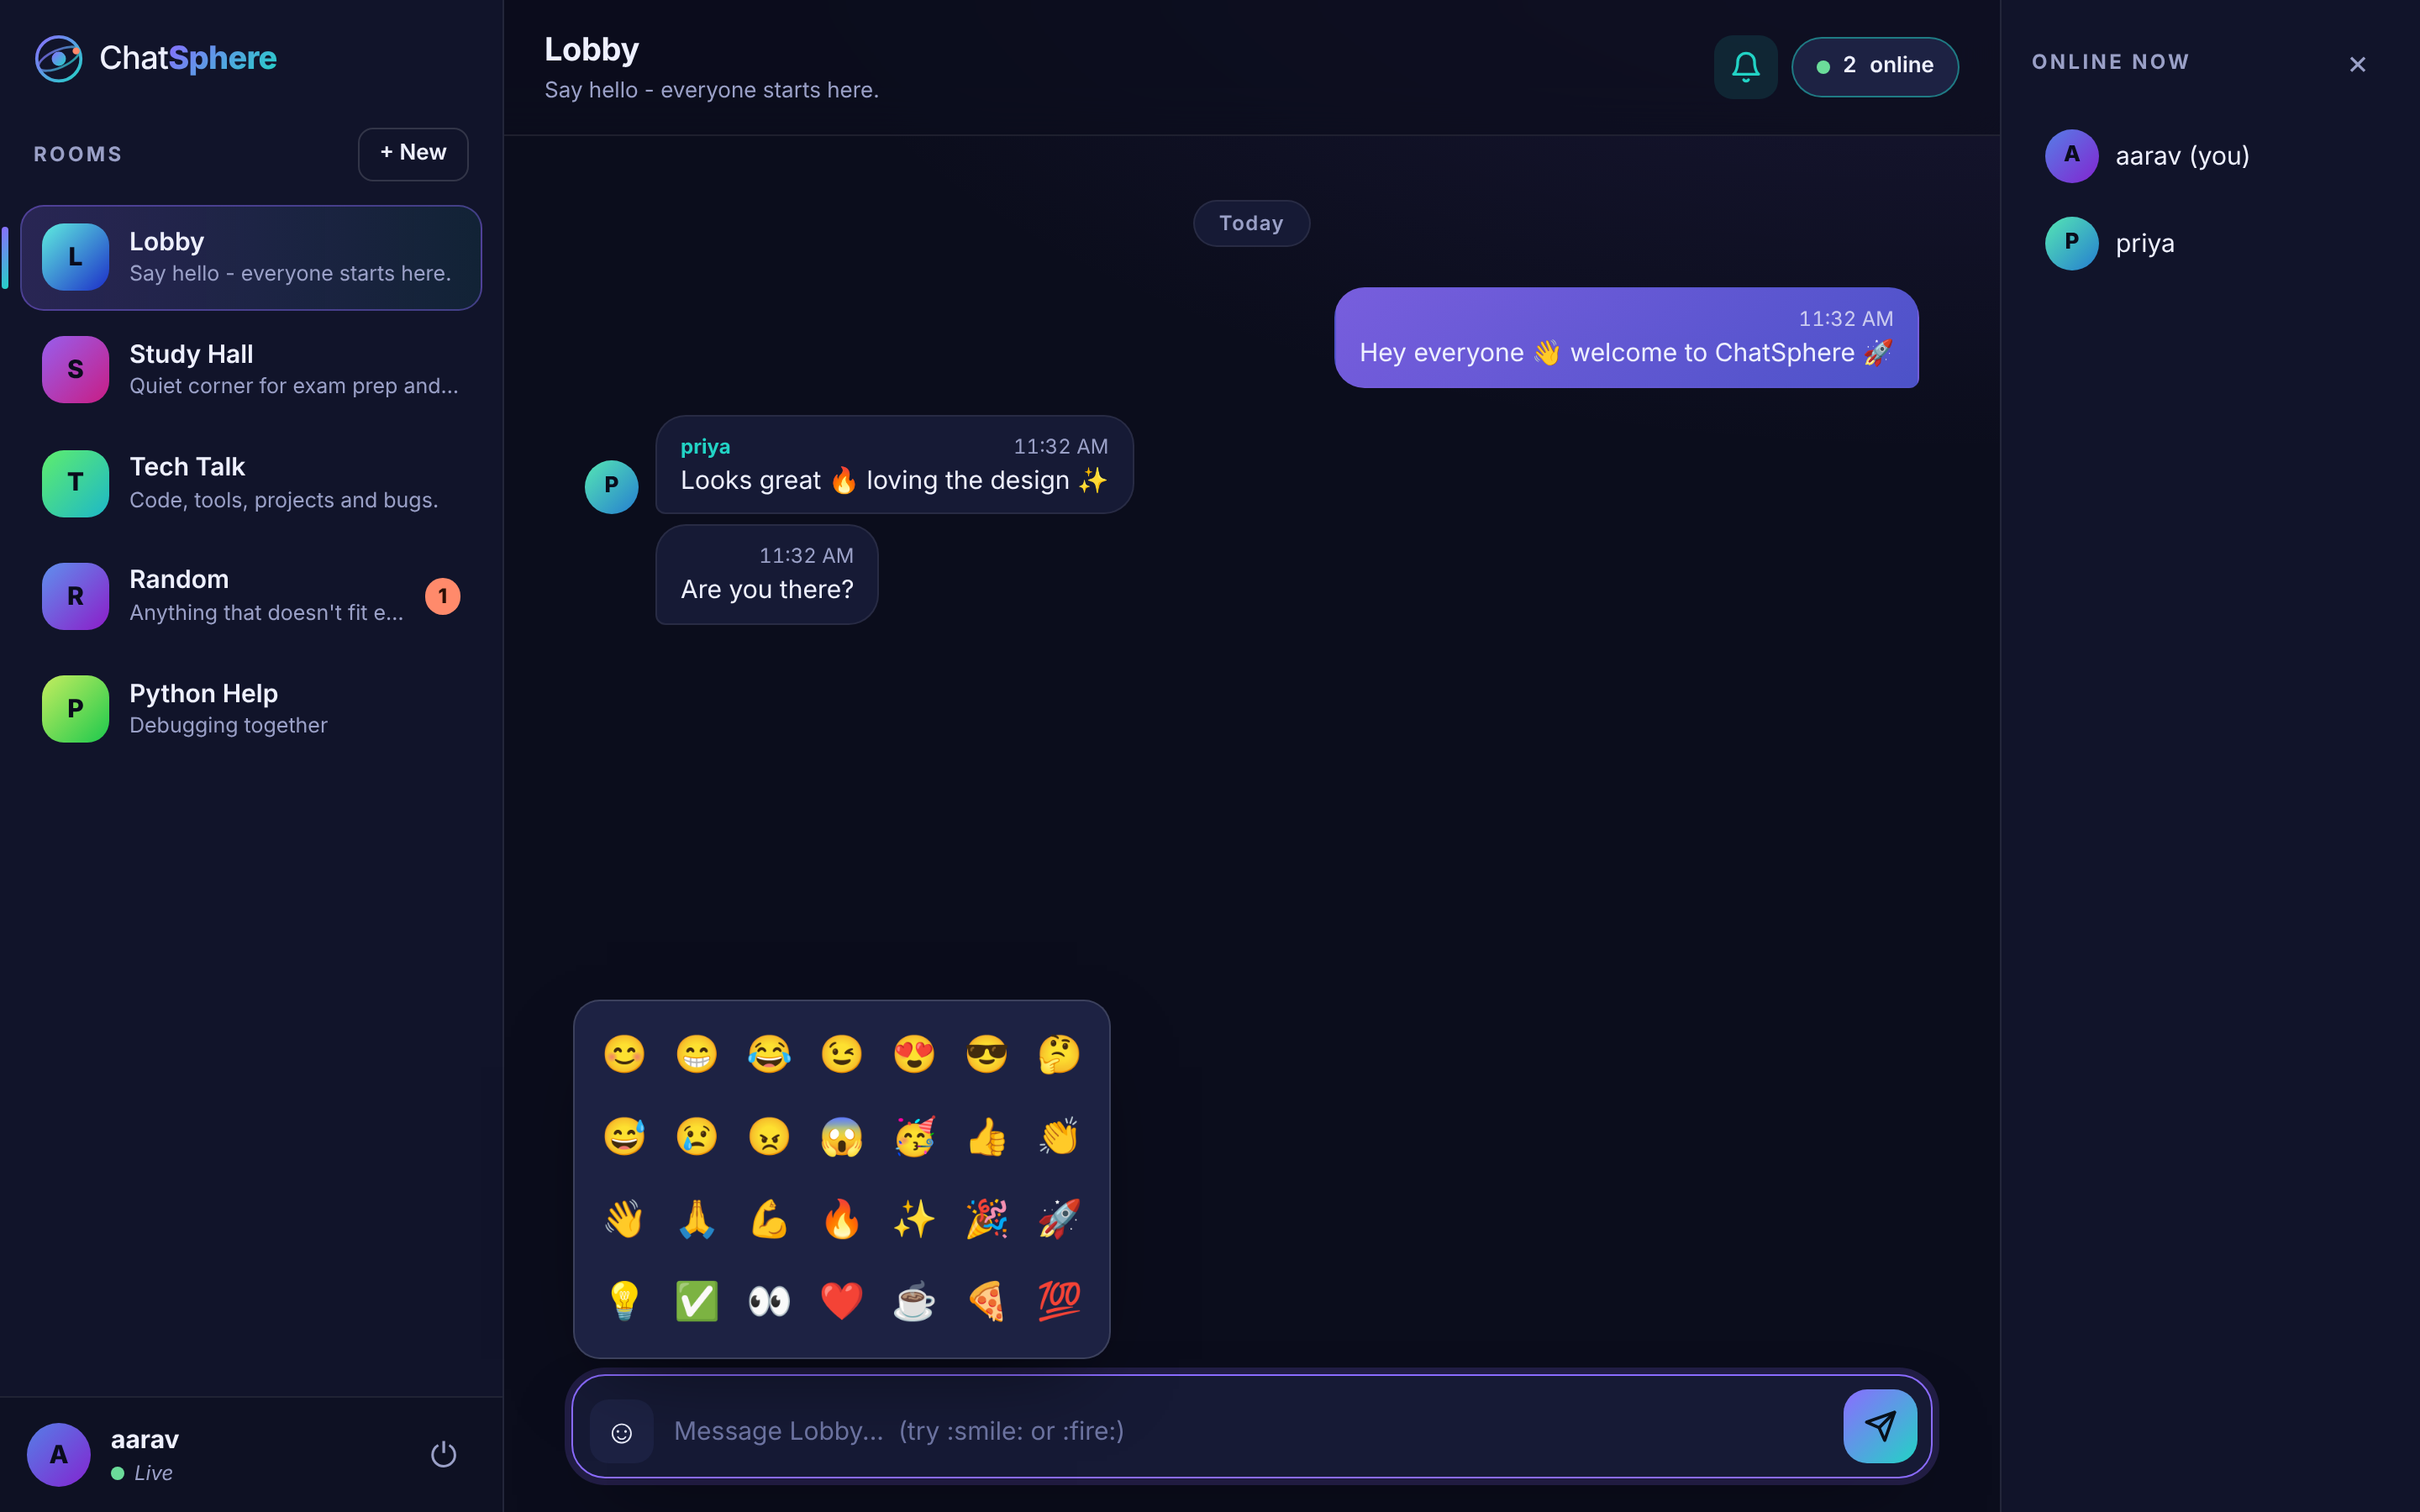 ChatSphere
ROOMS
+ New
L
Lobby
Say hello - everyone starts here.
S
Study Hall
Quiet corner for exam prep and...
T
Tech Talk
Code, tools, projects and bugs.
R
Random
Anything that doesn't fit e...
1
P
Python Help
Debugging together
A
aarav
Live
Lobby
Say hello - everyone starts here.
2 online
Today
11:32 AM
Hey everyone 👋 welcome to ChatSphere 🚀
P
priya 11:32 AM
Looks great 🔥 loving the design ✨
11:32 AM
Are you there?
😊 😁 😂 😉 😍 😎 🤔
😅 😢 😠 😱 🥳 👍 👏
👋 🙏 💪 🔥 ✨ 🎉 🚀
💡 ✅ 👀 ❤️ ☕ 🍕 💯
Message Lobby... (try :smile: or :fire:)
ONLINE NOW
A
aarav (you)
P
priya